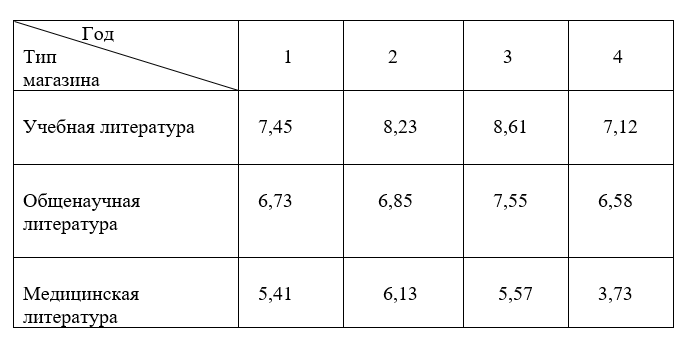 Год
Тип
магазина
1 2 3 4
Учебная литература 7,45 8,23 8,61 7,12
Общенаучная
литература 6,73 6,85 7,55 6,58
Медицинская
литература 5,41 6,13 5,57 3,73